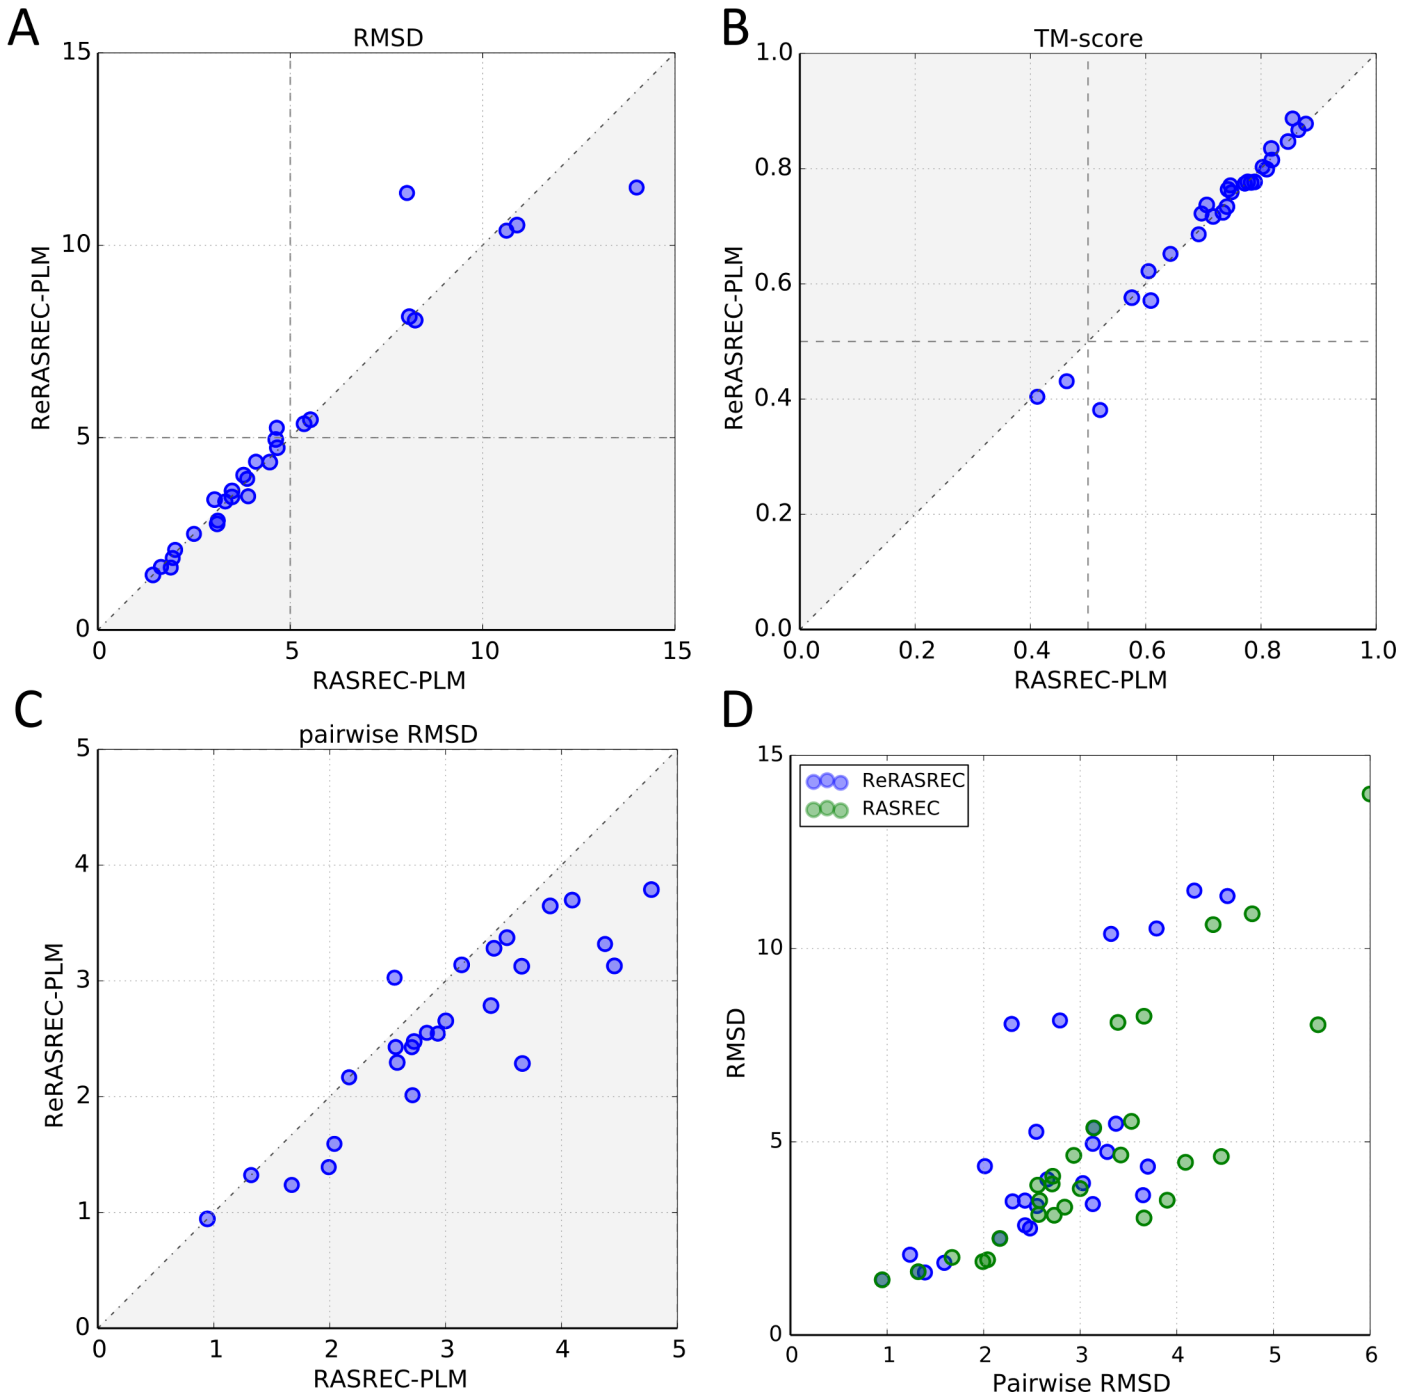 A
RMSD
15
10
5
0
0 5 10 15
RASREC-PLM
ReRASREC-PLM
B
TM-score
1.0
0.8
0.6
0.4
0.2
0.0
0.0 0.2 0.4 0.6 0.8 1.0
RASREC-PLM
ReRASREC-PLM
C
pairwise RMSD
5
4
3
2
1
0
0 1 2 3 4 5
RASREC-PLM
ReRASREC-PLM
D
15
10
5
0
ReRASREC
RASREC
0 1 2 3 4 5 6
Pairwise RMSD
RMSD